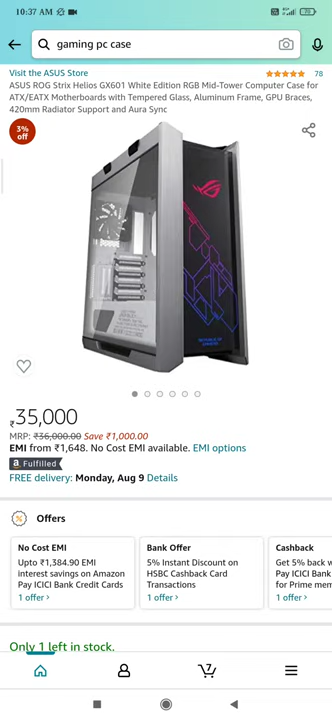 10:37 AM
79
gaming pc case
Visit the ASUS Store
78
ASUS ROG Strix Helios GX601 White Edition RGB Mid-Tower Computer Case for
ATX/EATX Motherboards with Tempered Glass, Aluminum Frame, GPU Braces,
420mm Radiator Support and Aura Sync
3%
off
₹35,000
MRP: ₹36,000.00 Save ₹1,000.00
EMI from ₹1,648. No Cost EMI available. EMI options
a Fulfilled
FREE delivery: Monday, Aug 9 Details
Offers
No Cost EMI
Upto ₹1,384.90 EMI
interest savings on Amazon
Pay ICICI Bank Credit Cards
1 offer >
Bank Offer
5% Instant Discount on
HSBC Cashback Card
Transactions
1 offer >
Cashback
Get 5% back w
Pay ICICI Bank
for Prime mem
1 offer >
Only 1 left in stock.
7